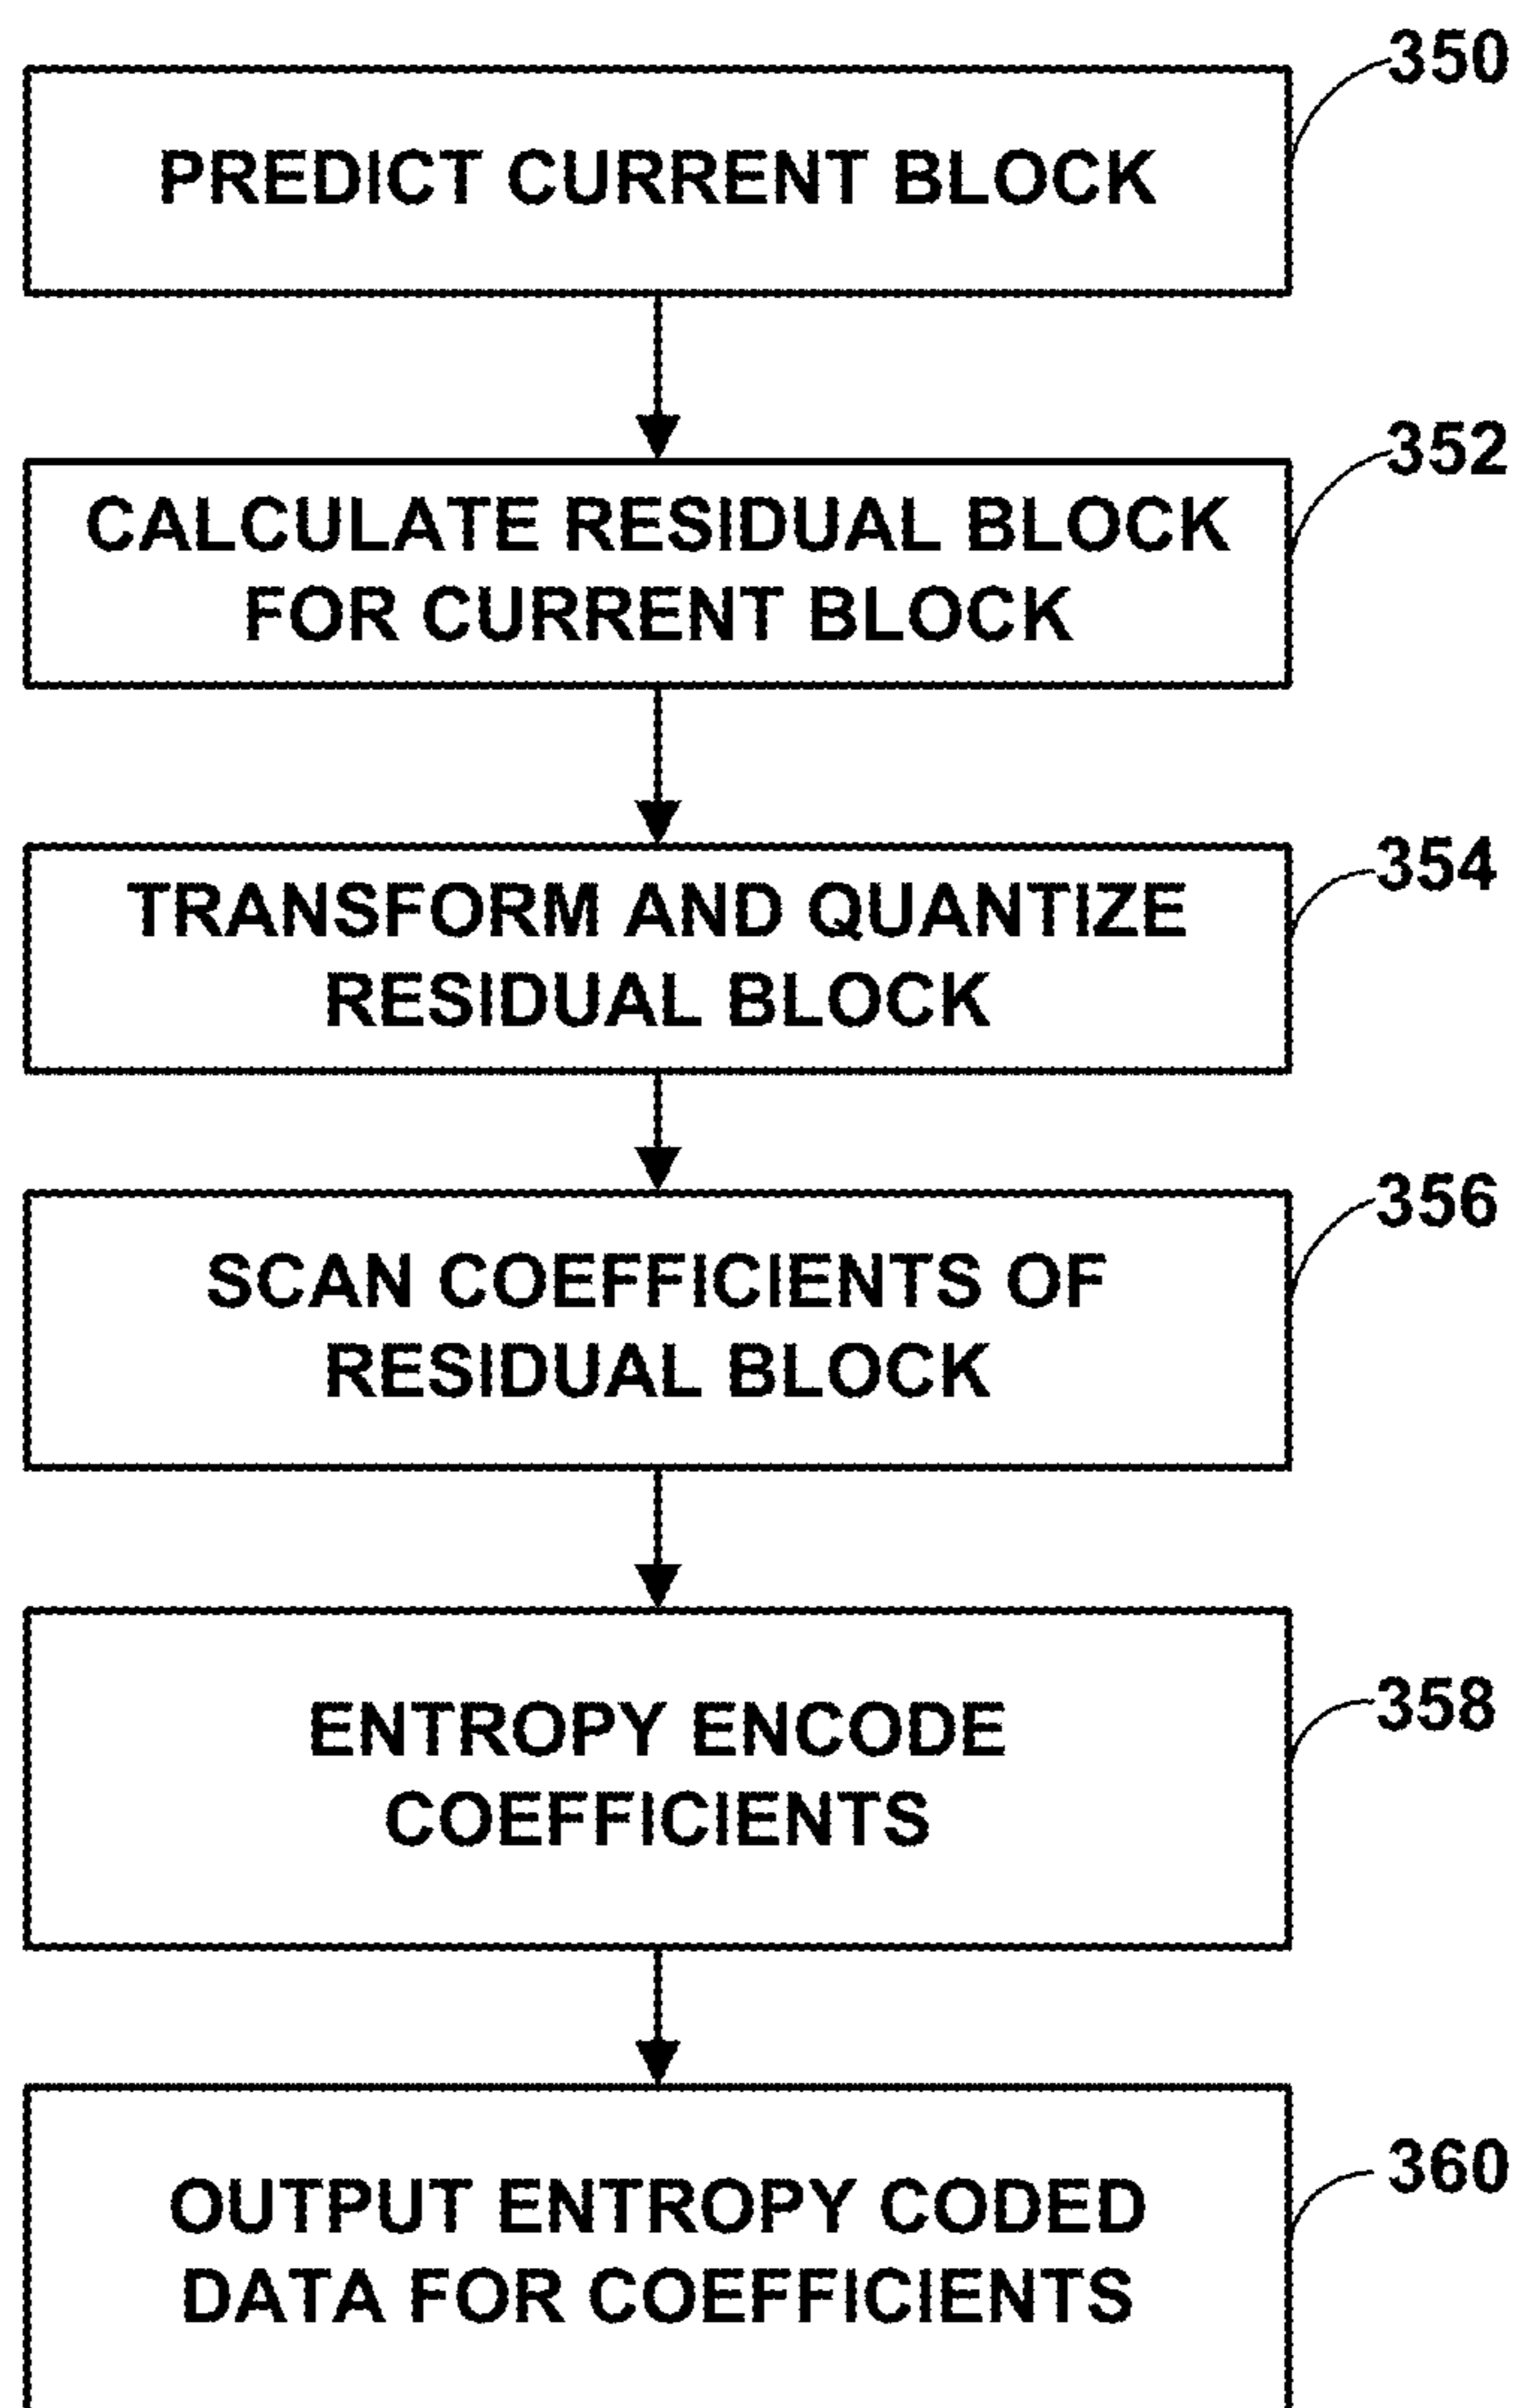 350
PREDICT CURRENT BLOCK
352
CALCULATE RESIDUAL BLOCK
FOR CURRENT BLOCK
354
TRANSFORM AND QUANTIZE
RESIDUAL BLOCK
356
SCAN COEFFICIENTS OF
RESIDUAL BLOCK
358
ENTROPY ENCODE
COEFFICIENTS
360
OUTPUT ENTROPY CODED
DATA FOR COEFFICIENTS